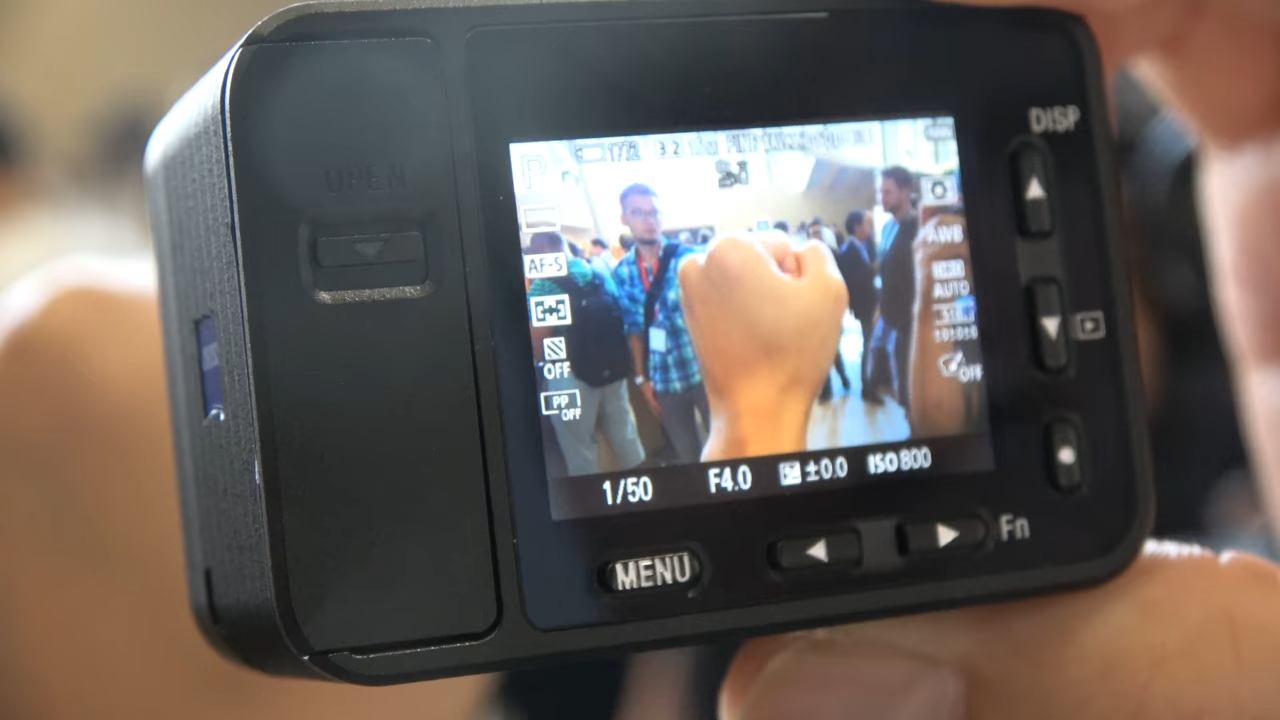 DISP
OPEN
P
AF-S
AWB
AUTO
OFF
OFF
PP
OFF
1/50 F4.0 ±0.0 ISO 800
Fn
MENU